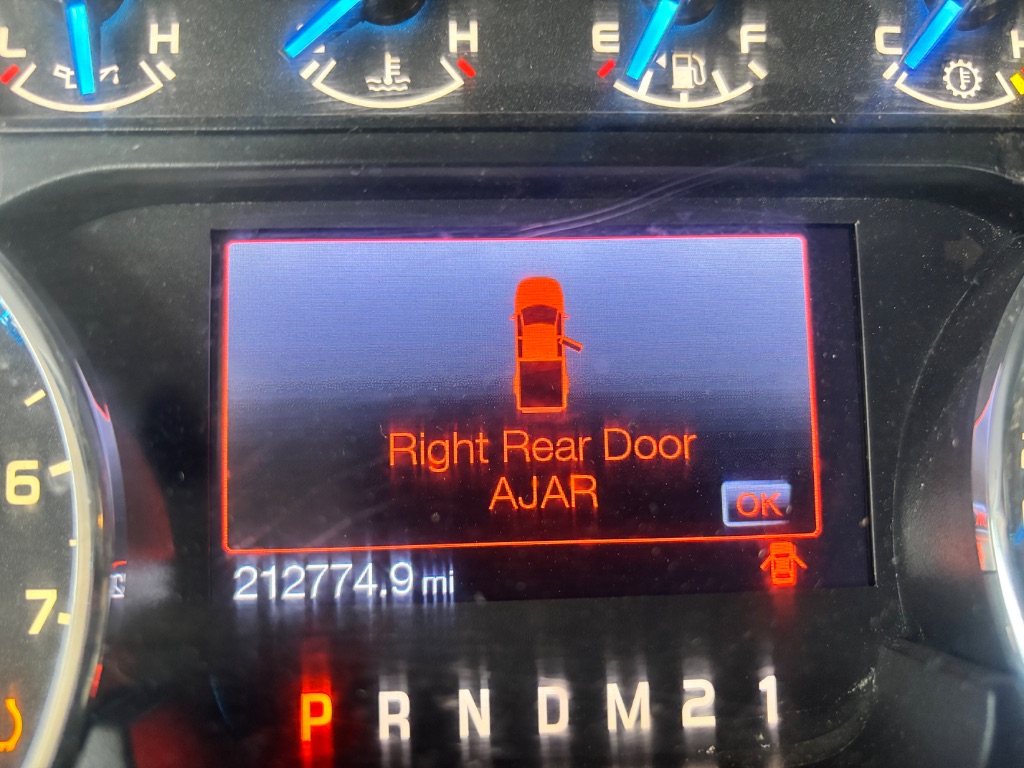 L H
H
E F
C H
6
7
Right Rear Door
AJAR
OK
212774.9 mi
P R N D M 2 1